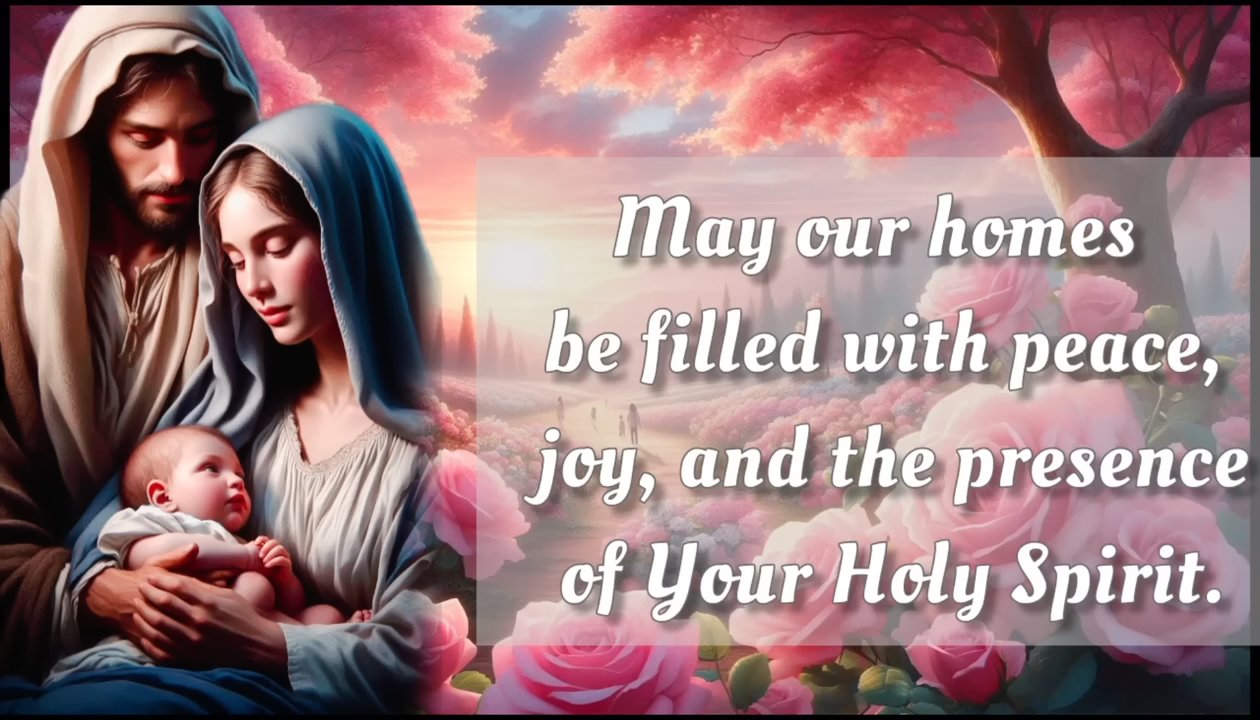 May our homes
be filled with peace,
joy, and the presence
of Your Holy Spirit.